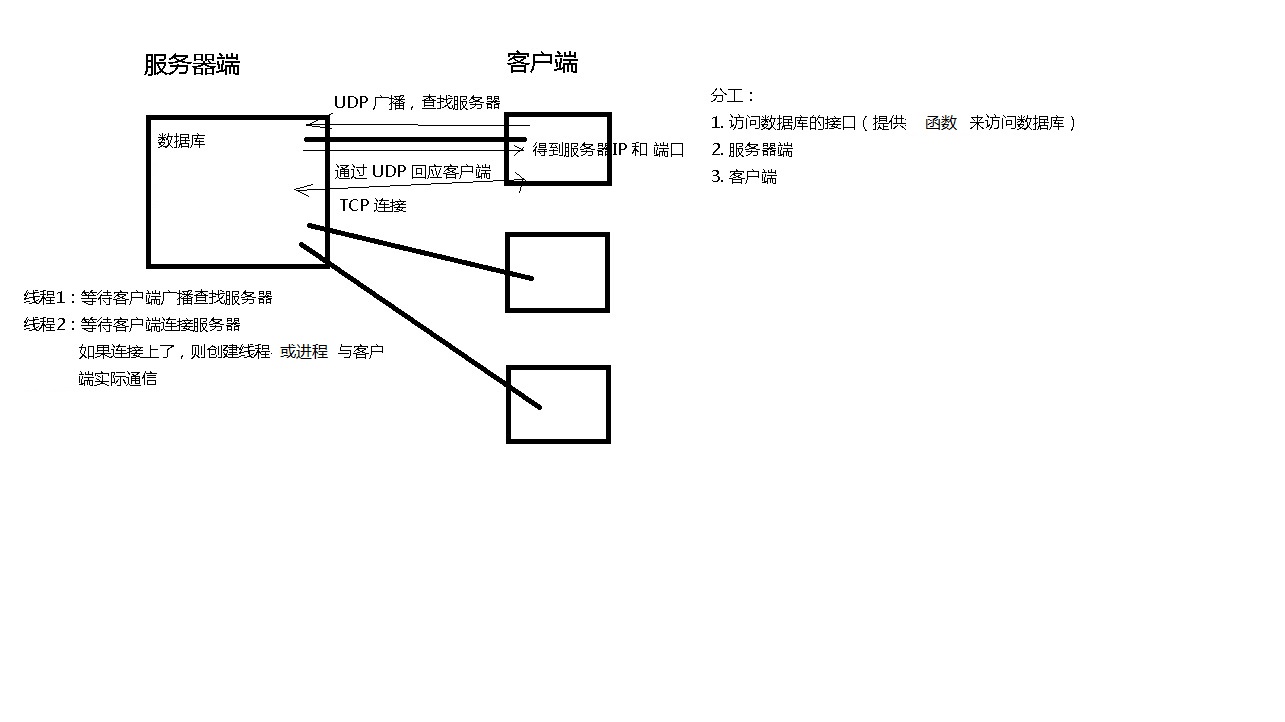 服务器端
客户端
UDP 广播，查找服务器
数据库
得到服务器IP 和 端口
通过 UDP 回应客户端
TCP 连接
线程1：等待客户端广播查找服务器
线程2：等待客户端连接服务器
如果连接上了，则创建线程 或进程 与客户
端实际通信
分工：
1. 访问数据库的接口（提供 函数 来访问数据库）
2. 服务器端
3. 客户端